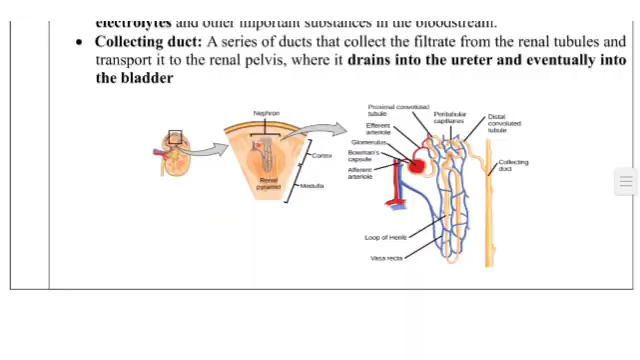 electrolytes and other important substances in the bloodstream.
• Collecting duct: A series of ducts that collect the filtrate from the renal tubules and
transport it to the renal pelvis, where it drains into the ureter and eventually into
the bladder
Nephron
Cortex
Renal
pyramid
Medulla
Proximal convoluted
tubule
Peritubular
capillaries
Distal
convoluted
tubule
Efferent
arteriole
Glomerulus
Bowman's
capsule
Afferent
arteriole
Collecting
duct
Loop of Henle
Vasa recta